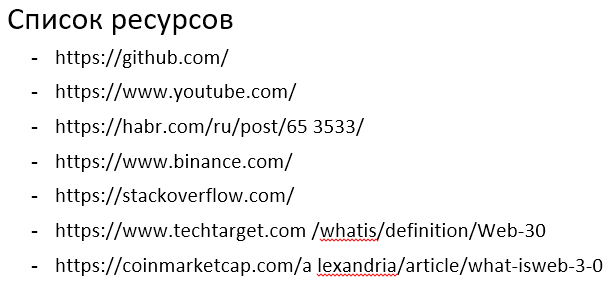 Список ресурсов
- https://github.com/
- https://www.youtube.com/
- https://habr.com/ru/post/65 3533/
- https://www.binance.com/
- https://stackoverflow.com/
- https://www.techtarget.com /whatis/definition/Web-30
- https://coinmarketcap.com/a lexandria/article/what-isweb-3-0